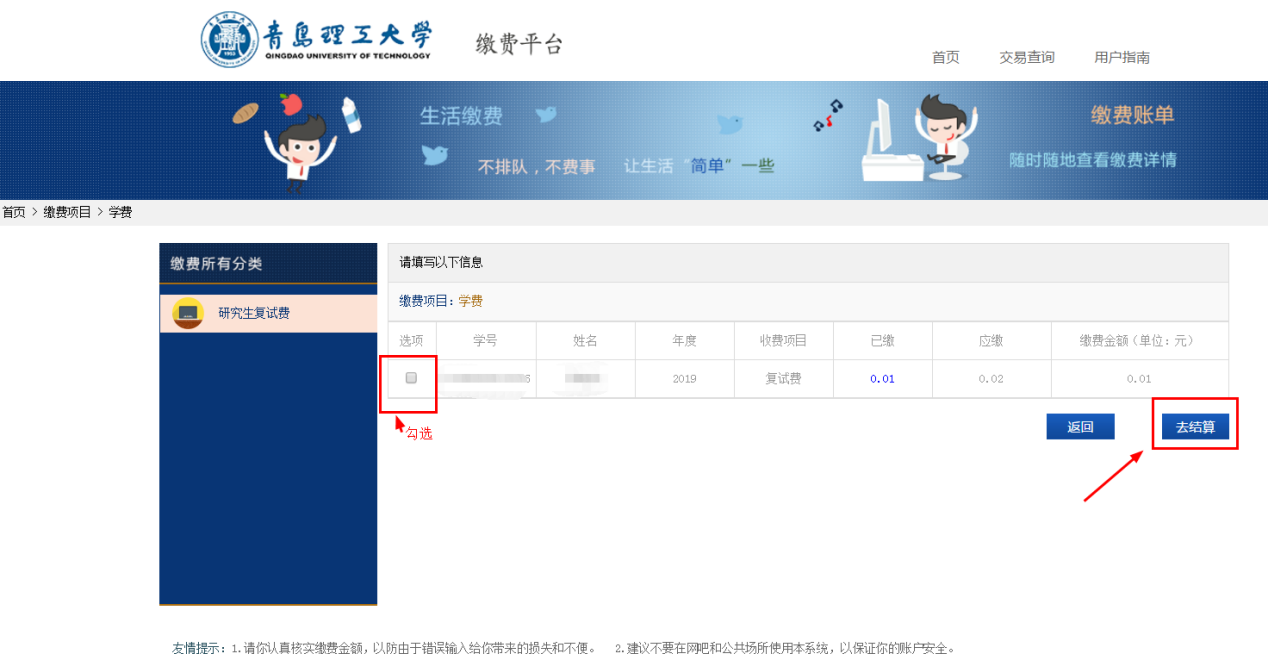 青岛理工大学
QINGDAO UNIVERSITY OF TECHNOLOGY
缴费平台
首页 交易查询 用户指南
生活缴费
不排队，不费事 让生活“简单”一些
缴费账单
随时随地查看缴费详情
首页 > 缴费项目 > 学费
缴费所有分类
研究生复试费
请填写以下信息
缴费项目：学费
选项 学号 姓名 年度 收费项目 已缴 应缴 缴费金额（单位：元）
2019 复试费 0.01 0.02 0.01
勾选
返回 去结算
友情提示：1.请你认真核实缴费金额，以防由于错误输入给你带来的损失和不便。 2.建议不要在网吧和公共场所使用本系统，以保证你的账户安全。